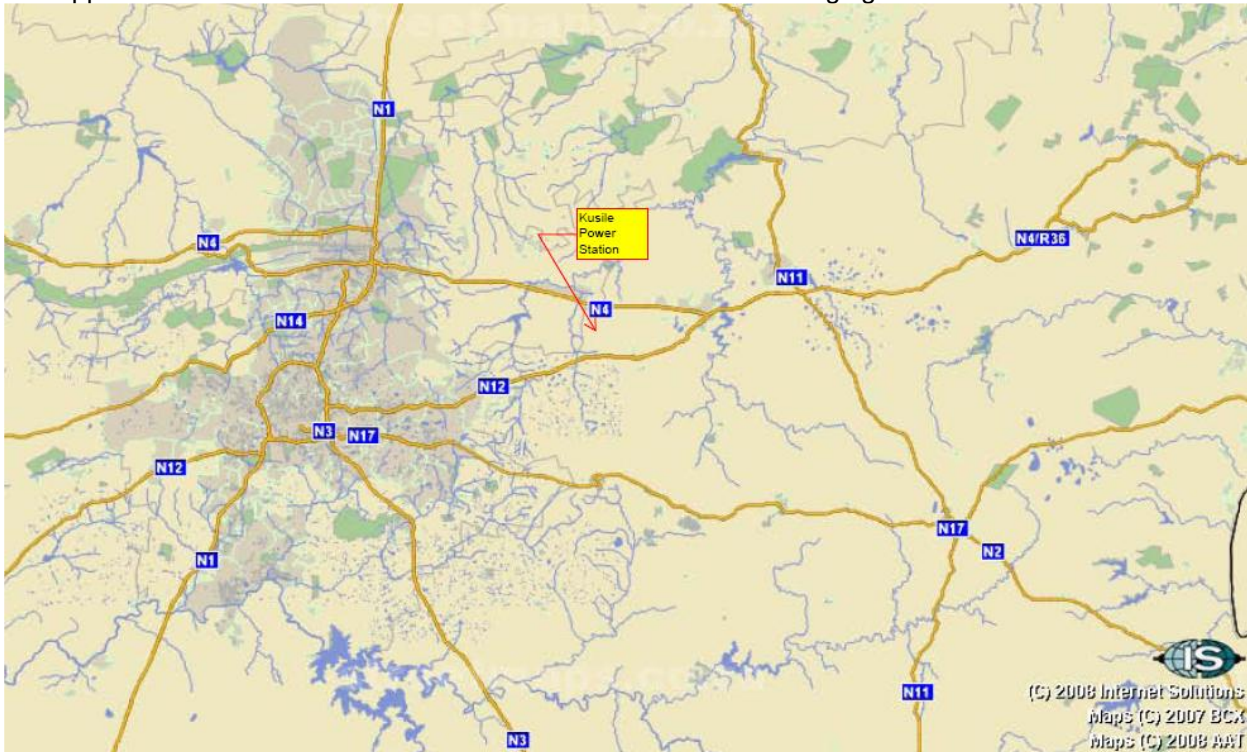 N1
Kusile
Power
Station
N4
N4/R36
N11
N4
N14
N12
N3
N17
N12
N17
N2
N1
N11
N3
IS
(C) 2008 Internet Solutions
Maps (C) 2007 BCX
Maps (C) 2008 AAT